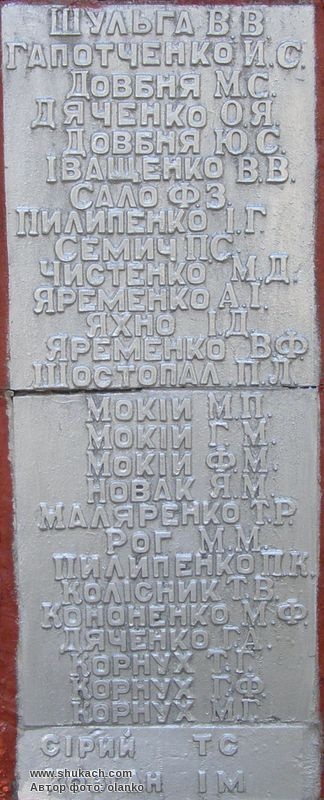 ШУЛЬГА В.В
ГАПОТЧЕНКО И.С.
ДОВБНЯ М.С.
ДЯЧЕНКО О.Я.
ДОВБНЯ Ю.С.
ІВАЩЕНКО В.В.
САЛО Ф.З.
ПИЛИПЕНКО І.Г
СЕМИЧ П.С.
ЧИСТЕНКО М.Д.
ЯРЕМЕНКО А.І.
ЯХНО І.Д.
ЯРЕМЕНКО В.Ф.
ШОСТОПАЛ П.Л
МОКІЙ М.П.
МОКІЙ Г.М.
МОКІЙ Ф.М.
НОВАК Я.М.
МАЛЯРЕНКО Т.Р.
РОГ М.М.
ПИЛИПЕНКО П.К.
КОЛІСНИК Т.В.
КОНОНЕНКО М.Ф.
ДЯЧЕНКО Г.А.
КОРНУХ Т.Г.
КОРНУХ Г.Ф.
КОРНУХ М.Г.
СІРИЙ Т С
І М
www.shukach.com
Автор фото: olanko